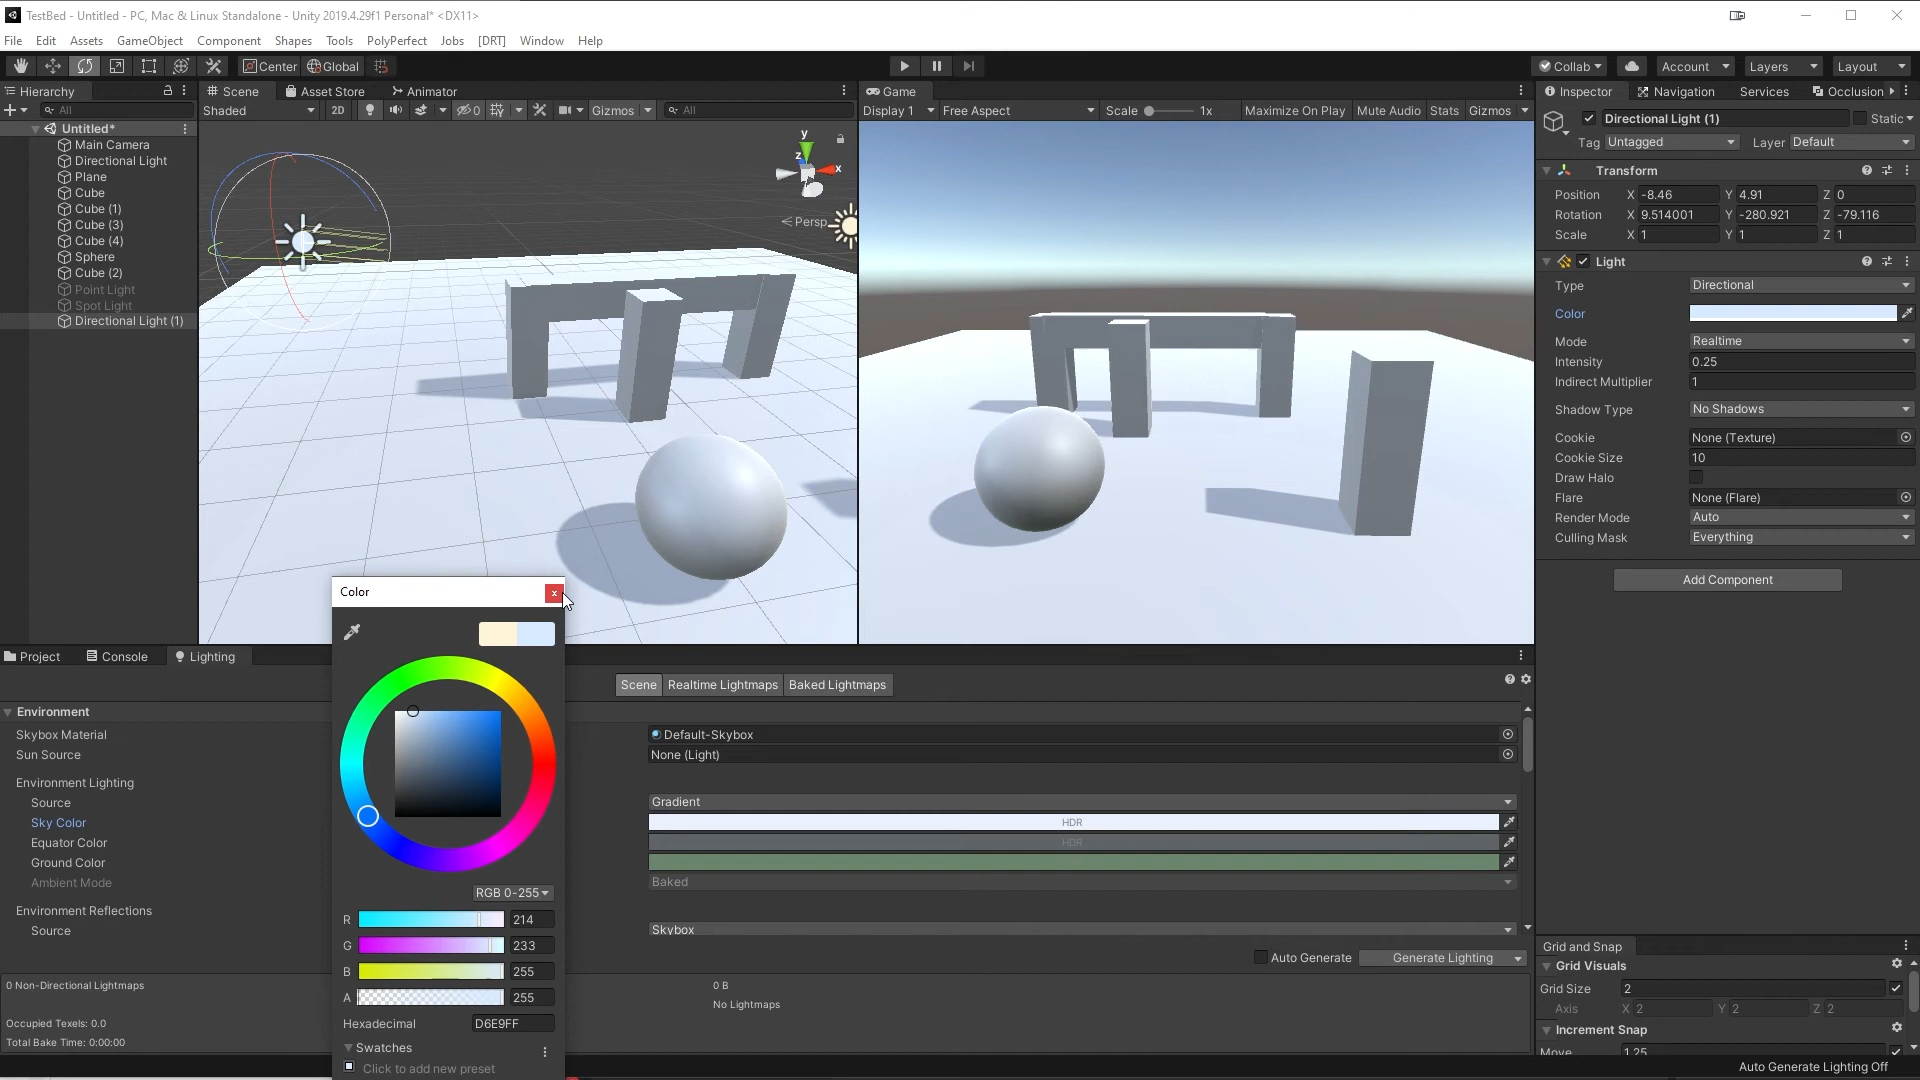 TestBed - Untitled - PC, Mac & Linux Standalone - Unity 2019.4.29f1 Personal* <DX11>
File Edit Assets GameObject Component Shapes Tools PolyPerfect Jobs [DRT] Window Help
Center Global Collab Account Layers Layout
Hierarchy
All
Untitled*
Main Camera
Directional Light
Plane
Cube
Cube (1)
Cube (3)
Cube (4)
Sphere
Cube (2)
Point Light
Spot Light
Directional Light (1)
Scene Asset Store Animator
Shaded 2D 0 Gizmos All
y
z
x
Persp
Game
Display 1 Free Aspect Scale 1x Maximize On Play Mute Audio Stats Gizmos
Inspector Navigation Services Occlusion
Directional Light (1) Static
Tag Untagged Layer Default
Transform
Position X -8.46 Y 4.91 Z 0
Rotation X 9.514001 Y -280.921 Z -79.116
Scale X 1 Y 1 Z 1
Light
Type Directional
Color
Mode Realtime
Intensity 0.25
Indirect Multiplier 1
Shadow Type No Shadows
Cookie None (Texture)
Cookie Size 10
Draw Halo
Flare None (Flare)
Render Mode Auto
Culling Mask Everything
Add Component
Color x
RGB 0-255
R 214
G 233
B 255
A 255
Hexadecimal D6E9FF
Swatches
Click to add new preset
Project Console Lighting
Scene Realtime Lightmaps Baked Lightmaps
Environment
Skybox Material Default-Skybox
Sun Source None (Light)
Environment Lighting
Source Gradient
Sky Color HDR
Equator Color HDR
Ground Color
Ambient Mode Baked
Environment Reflections
Source Skybox
Auto Generate Generate Lighting
0 Non-Directional Lightmaps 0 B
No Lightmaps
Occupied Texels: 0.0
Total Bake Time: 0:00:00
Grid and Snap
Grid Visuals
Grid Size 2
Axis X 2 Y 2 Z 2
Increment Snap
Move 1.25
Auto Generate Lighting Off